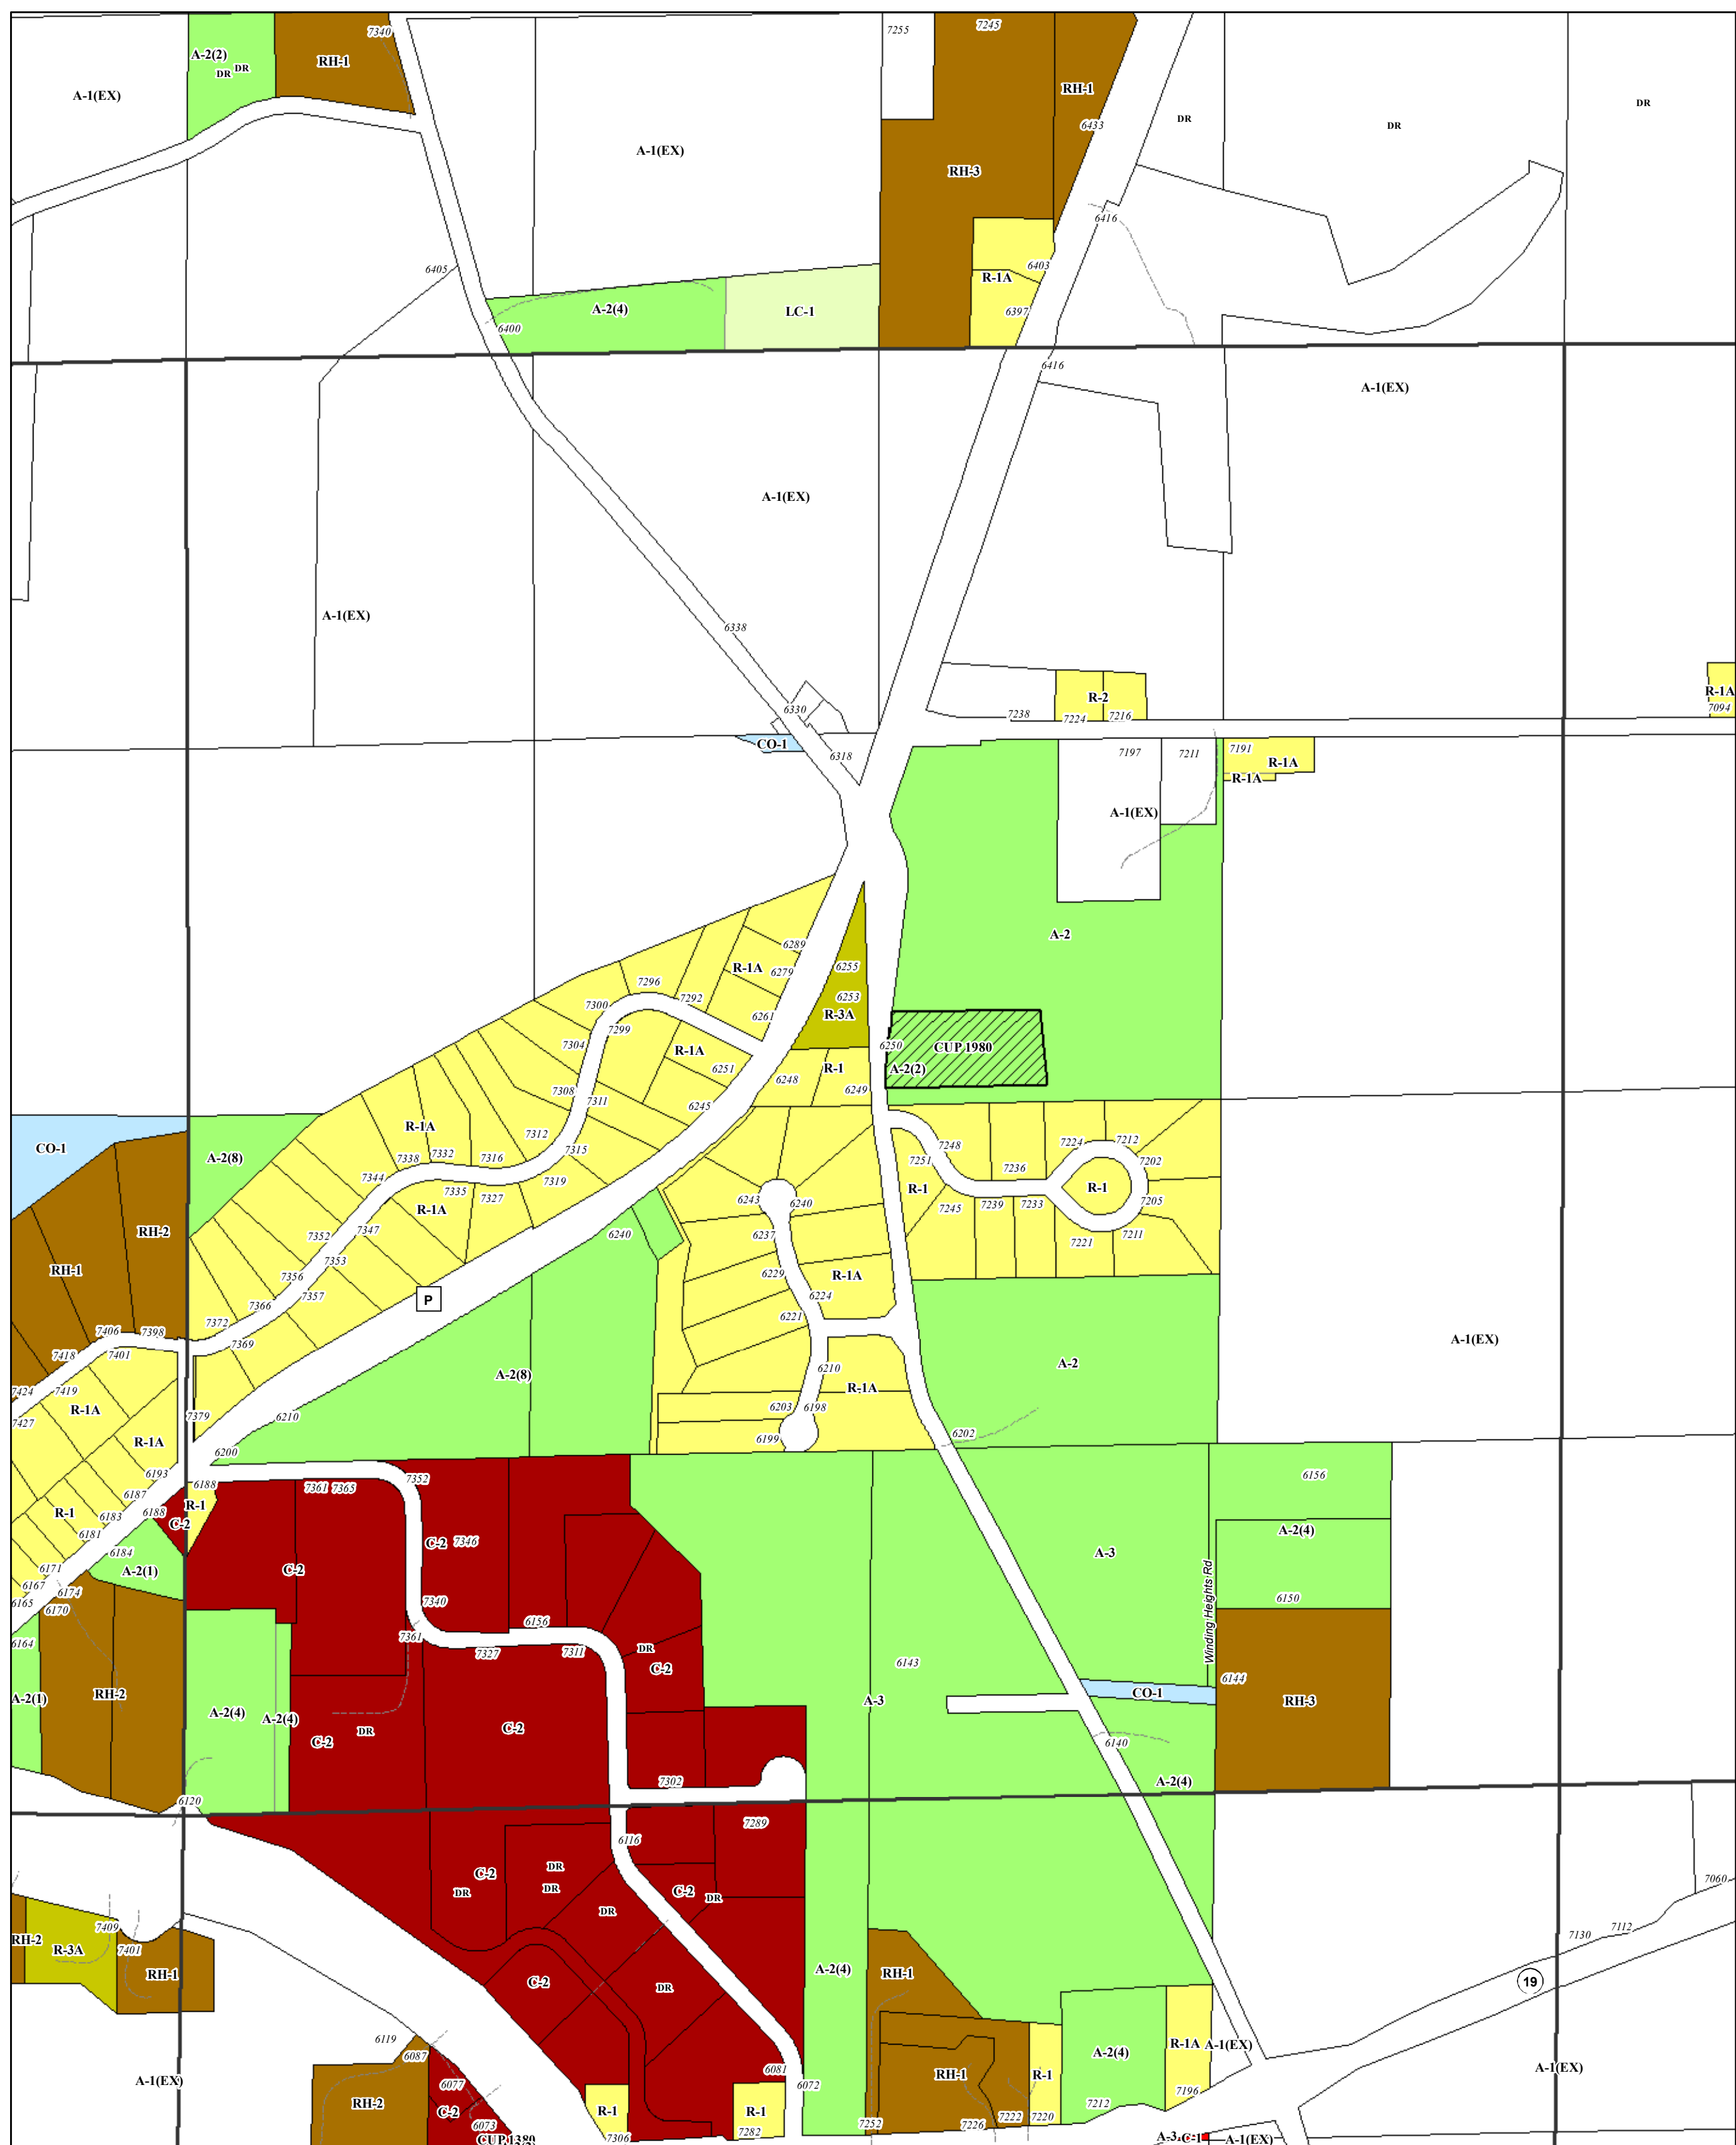 7340
7255
7245
A-2(2)
DR DR
RH-1
A-1(EX)
RH-1
DR
DR
DR
6433
A-1(EX)
RH-3
6416
6405
6403
R-1A
A-2(4)
LC-1
6397
6400
6416
A-1(EX)
A-1(EX)
A-1(EX)
6338
R-2
R-1A
7094
6330
7238
7224
7216
CO-1
6318
7197
7211
7191
R-1A
R-1A
A-1(EX)
A-2
6289
R-1A
6279
6255
7296
7292
6253
7300
7299
6261
R-3A
7304
R-1A
6250
CUP 1980
6251
R-1
A-2(2)
6248
6249
7308
7311
6245
R-1A
7312
7315
CO-1
A-2(8)
7338
7332
7316
7344
7319
7335
7327
R-1A
7248
7224
7212
7251
7202
7236
R-1
R-1
7205
7245
7239
7233
7211
7221
6243
6240
6237
RH-2
7352
7347
7353
6240
RH-1
7356
7357
7366
P
6229
R-1A
6224
6221
7406
7398
7372
7369
7418
7401
A-1(EX)
A-2
A-2(8)
6210
7424
7419
R-1A
R-1A
7427
7379
6210
6203
6198
6199
6202
R-1A
6200
6193
6188
7361
7365
7352
6156
6187
R-1
R-1
6183
6188
C-2
6181
C-2
7346
A-2(4)
6184
A-3
A-2(1)
6171
6167
6174
6165
6170
C-2
7340
6150
Winding Heights Rd
6156
7361
7327
7311
DR
C-2
6164
6143
6144
A-2(1)
RH-2
CO-1
RH-3
A-3
A-2(4)
A-2(4)
C-2
DR
C-2
6140
7302
A-2(4)
6120
7289
6116
C-2
DR
DR
DR
C-2
DR
DR
7060
7112
7130
7409
RH-2
R-3A
7401
RH-1
C-2
DR
A-2(4)
RH-1
19
6119
6087
6077
A-1(EX)
6081
6072
RH-1
R-1
A-2(4)
R-1A
A-1(EX)
A-1(EX)
7196
RH-2
C-2
6073
R-1
R-1
7282
7306
7252
7226
7222
7220
7212
CUP 1380
A-3
C-1
A-1(EX)